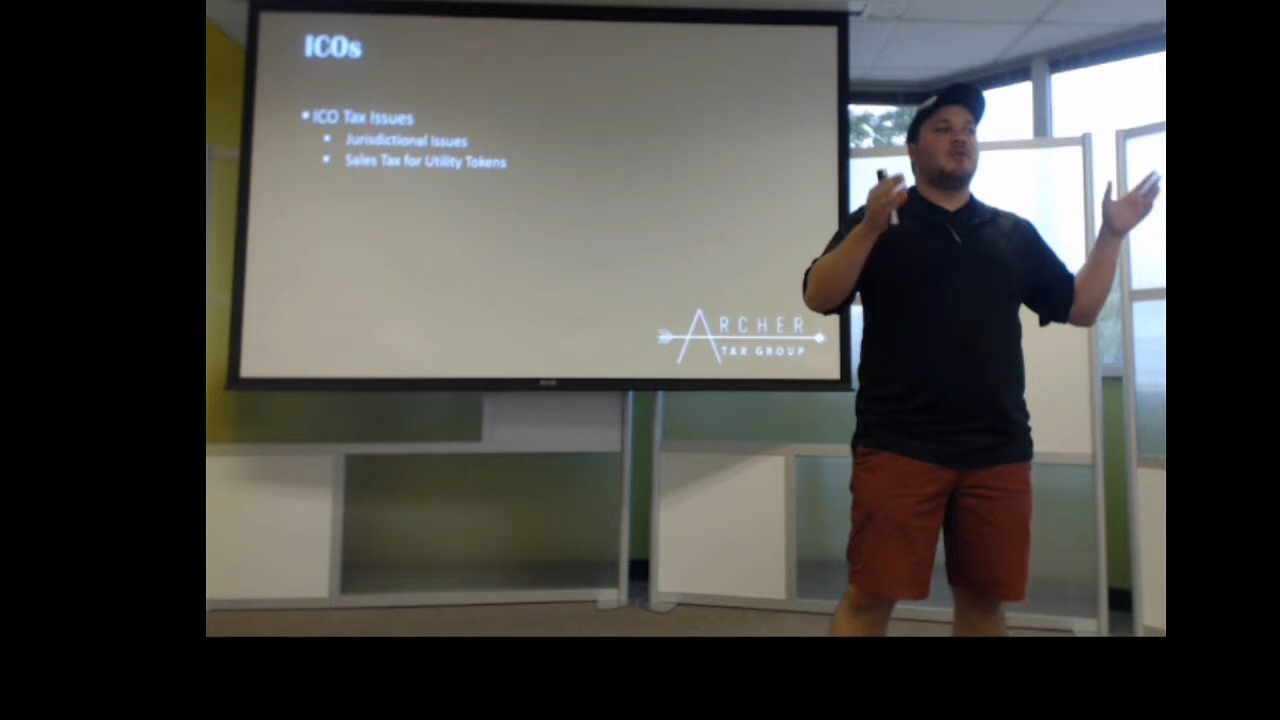 ICOs
• ICO Tax Issues
▪ Jurisdictional Issues
▪ Sales Tax for Utility Tokens
ARCHER
TAX GROUP